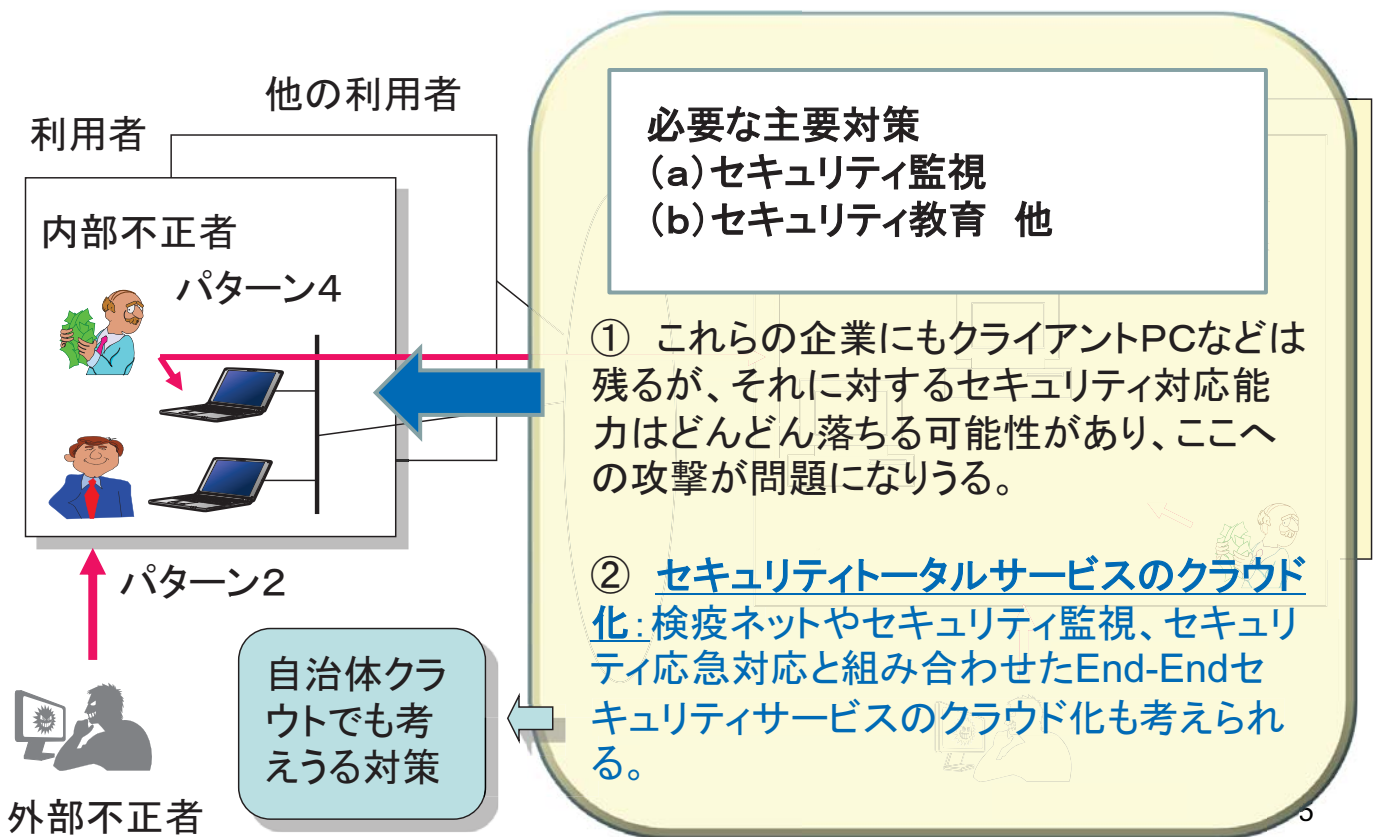 他の利用者
利用者
内部不正者
パターン4
パターン2
外部不正者
自治体クラ
ウトでも考
えうる対策
必要な主要対策
(a)セキュリティ監視
(b)セキュリティ教育 他
① これらの企業にもクライアントPCなどは
残るが、それに対するセキュリティ対応能
力はどんどん落ちる可能性があり、ここへ
の攻撃が問題になりうる。
② セキュリティトータルサービスのクラウド
化:検疫ネットやセキュリティ監視、セキュリ
ティ応急対応と組み合わせたEnd-Endセ
キュリティサービスのクラウド化も考えられ
る。
5